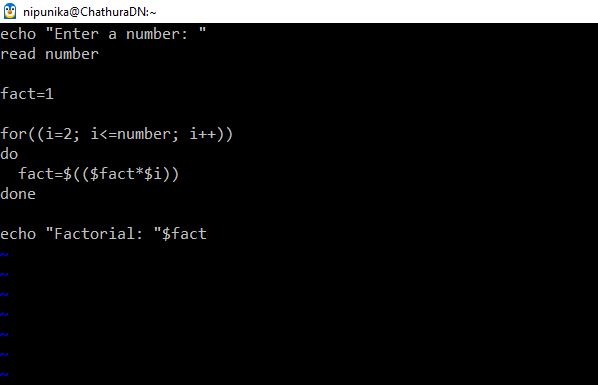 nipunika@ChathuraDN:~
echo "Enter a number: "
read number
fact=1
for((i=2; i<=number; i++))
do
  fact=$(($fact*$i))
done
echo "Factorial: "$fact
~
~
~
~
~
~
~